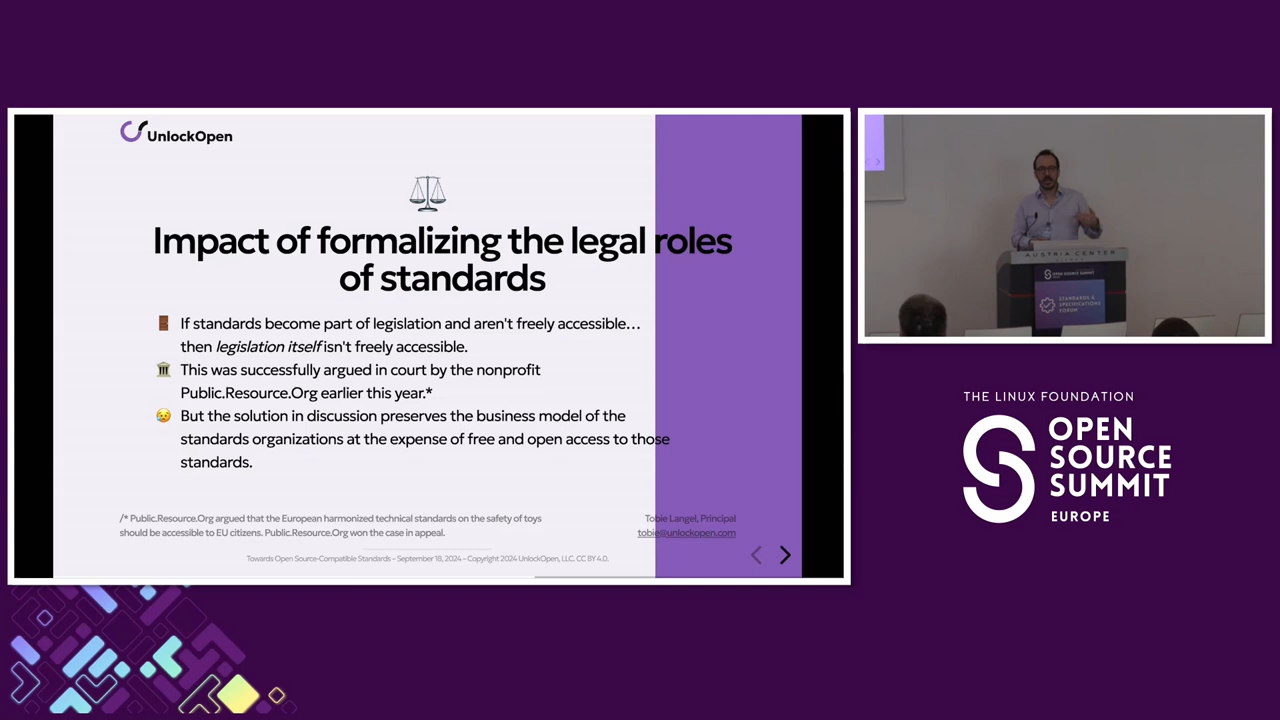 UnlockOpen
Impact of formalizing the legal roles
of standards
If standards become part of legislation and aren't freely accessible…
then legislation itself isn't freely accessible.
This was successfully argued in court by the nonprofit
Public.Resource.Org earlier this year.*
But the solution in discussion preserves the business model of the
standards organizations at the expense of free and open access to those
standards.
/* Public.Resource.Org argued that the European harmonized technical standards on the safety of toys
should be accessible to EU citizens. Public.Resource.Org won the case in appeal.
Tobie Langel, Principal
tobie@unlockopen.com
Towards Open Source-Compatible Standards – September 18, 2024 – Copyright 2024 UnlockOpen, LLC. CC BY 4.0.
AUSTRIA CENTER
OPEN SOURCE SUMMIT
STANDARDS &
SPECIFICATIONS
FORUM
THE LINUX FOUNDATION
OPEN
SOURCE
SUMMIT
EUROPE